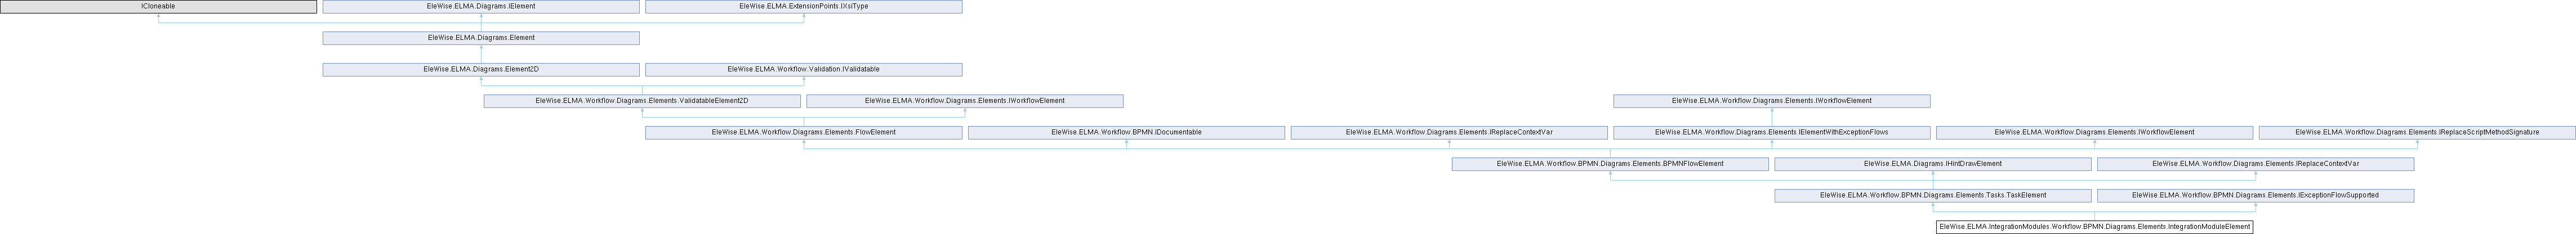 ICloneable
EleWise.ELMA.Diagrams.IElement
EleWise.ELMA.ExtensionPoints.IXsiType
EleWise.ELMA.Diagrams.Element
EleWise.ELMA.Diagrams.Element2D
EleWise.ELMA.Workflow.Validation.IValidatable
EleWise.ELMA.Workflow.Diagrams.Elements.ValidatableElement2D
EleWise.ELMA.Workflow.Diagrams.Elements.IWorkflowElement
EleWise.ELMA.Workflow.Diagrams.Elements.IWorkflowElement
EleWise.ELMA.Workflow.Diagrams.Elements.FlowElement
EleWise.ELMA.Workflow.BPMN.IDocumentable
EleWise.ELMA.Workflow.Diagrams.Elements.IReplaceContextVar
EleWise.ELMA.Workflow.Diagrams.Elements.IElementWithExceptionFlows
EleWise.ELMA.Workflow.Diagrams.Elements.IWorkflowElement
EleWise.ELMA.Workflow.Diagrams.Elements.IReplaceScriptMethodSignature
EleWise.ELMA.Workflow.BPMN.Diagrams.Elements.BPMNFlowElement
EleWise.ELMA.Diagrams.IHintDrawElement
EleWise.ELMA.Workflow.Diagrams.Elements.IReplaceContextVar
EleWise.ELMA.Workflow.BPMN.Diagrams.Elements.Tasks.TaskElement
EleWise.ELMA.Workflow.BPMN.Diagrams.Elements.IExceptionFlowSupported
EleWise.ELMA.IntegrationModules.Workflow.BPMN.Diagrams.Elements.IntegrationModuleElement